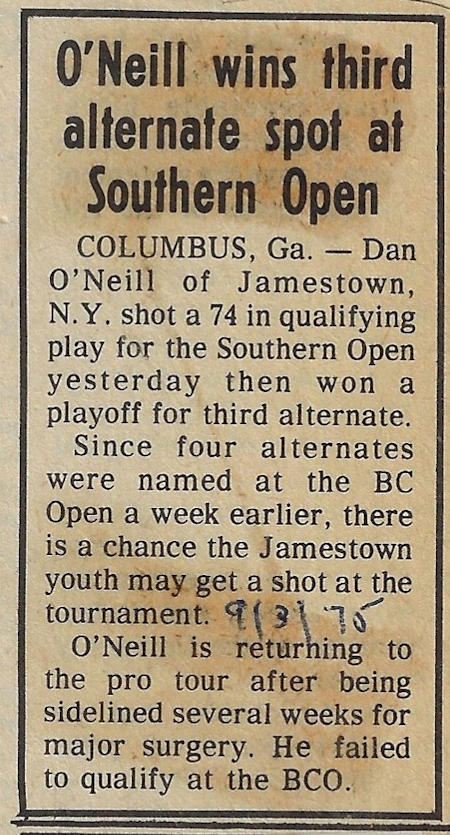 O'Neill wins third
alternate spot at
Southern Open
COLUMBUS, Ga. — Dan
O'Neill of Jamestown,
N.Y. shot a 74 in qualifying
play for the Southern Open
yesterday then won a
playoff for third alternate.
Since four alternates
were named at the BC
Open a week earlier, there
is a chance the Jamestown
youth may get a shot at the
tournament. 9/3/75
O'Neill is returning to
the pro tour after being
sidelined several weeks for
major surgery. He failed
to qualify at the BCO.